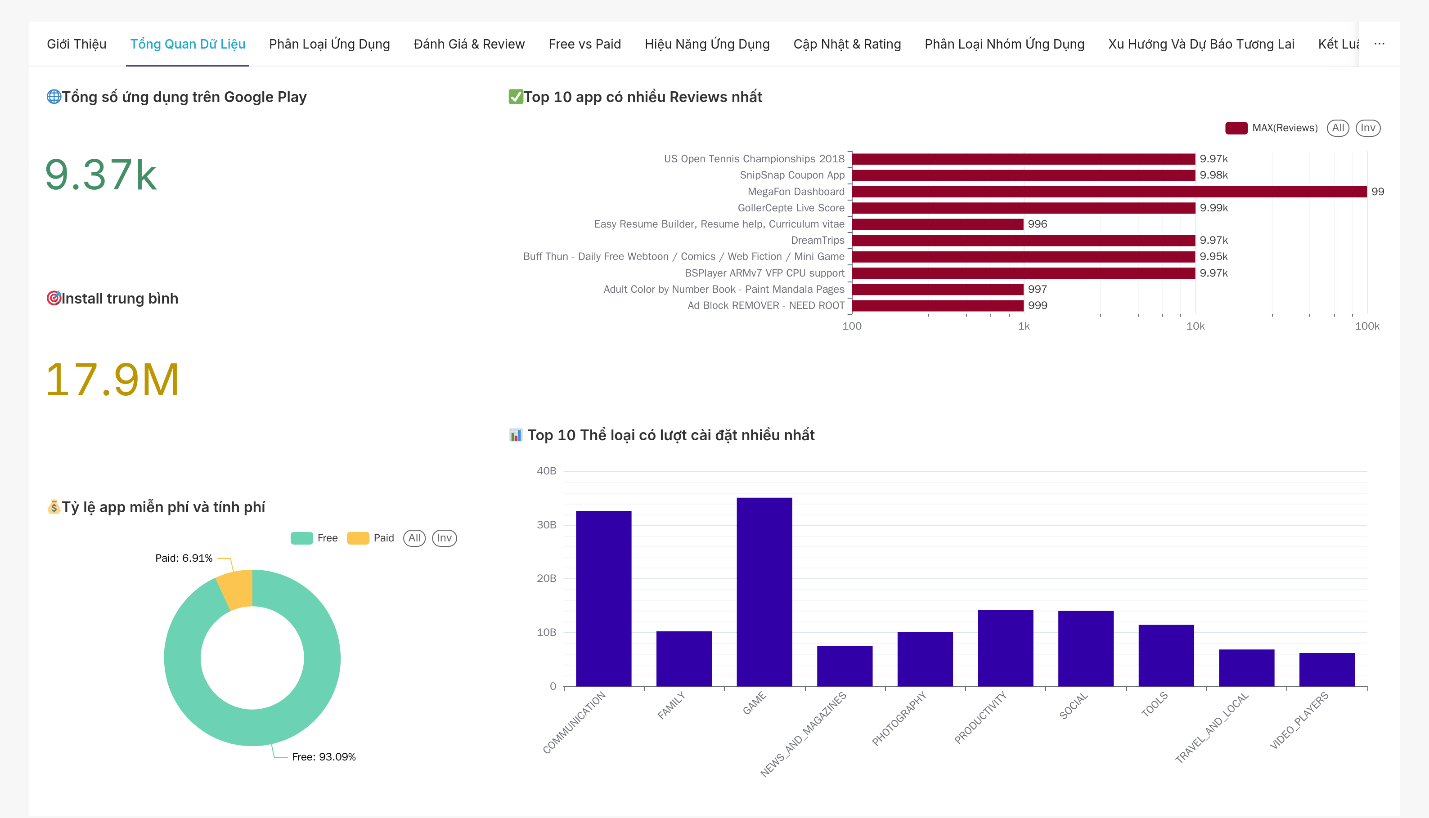 Giới Thiệu Tổng Quan Dữ Liệu Phân Loại Ứng Dụng Đánh Giá & Review Free vs Paid Hiệu Năng Ứng Dụng Cập Nhật & Rating Phân Loại Nhóm Ứng Dụng Xu Hướng Và Dự Báo Tương Lai Kết Luậ ...
🌐Tổng số ứng dụng trên Google Play
9.37k
🎯Install trung bình
17.9M
💰Tỷ lệ app miễn phí và tính phí
Free Paid All Inv
Paid: 6.91%
Free: 93.09%
✅Top 10 app có nhiều Reviews nhất
MAX(Reviews) All Inv
US Open Tennis Championships 2018 9.97k
SnipSnap Coupon App 9.98k
MegaFon Dashboard 99
GollerCepte Live Score 9.99k
Easy Resume Builder, Resume help, Curriculum vitae 996
DreamTrips 9.97k
Buff Thun - Daily Free Webtoon / Comics / Web Fiction / Mini Game 9.95k
BSPlayer ARMv7 VFP CPU support 9.97k
Adult Color by Number Book - Paint Mandala Pages 997
Ad Block REMOVER - NEED ROOT 999
100 1k 10k 100k
📊 Top 10 Thể loại có lượt cài đặt nhiều nhất
40B
30B
20B
10B
0
COMMUNICATION FAMILY GAME NEWS_AND_MAGAZINES PHOTOGRAPHY PRODUCTIVITY SOCIAL TOOLS TRAVEL_AND_LOCAL VIDEO_PLAYERS